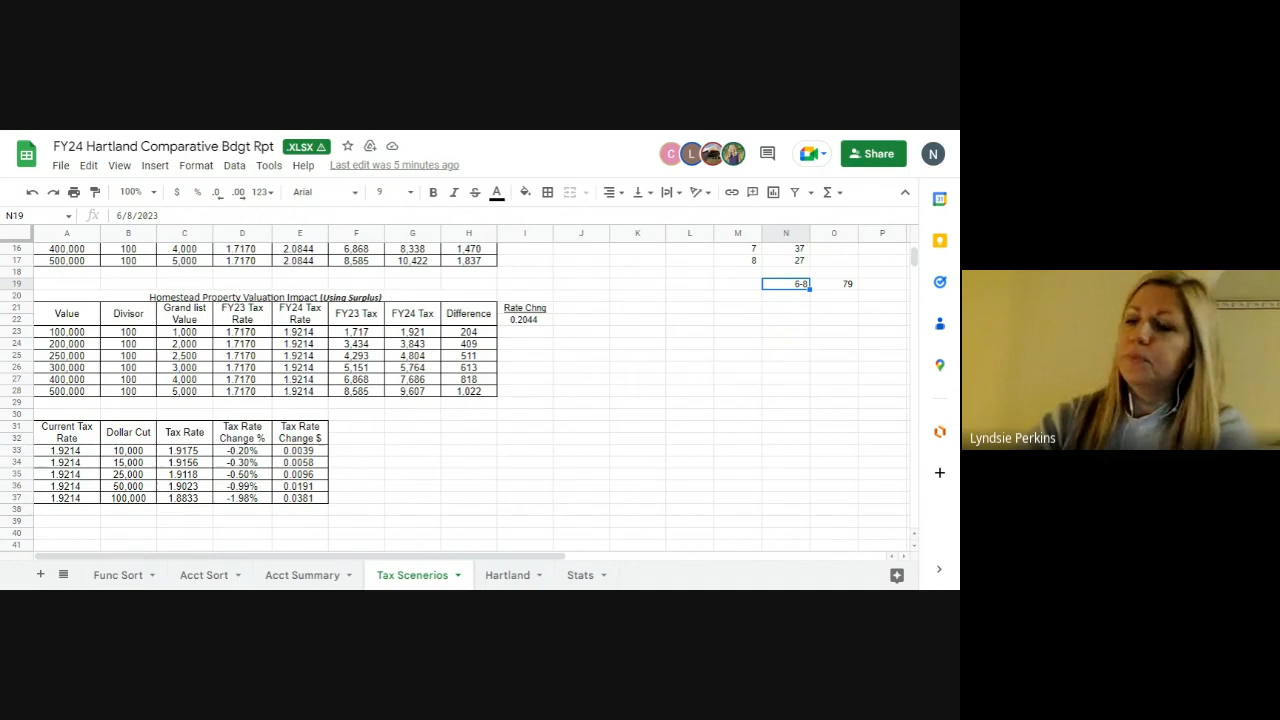 FY24 Hartland Comparative Bdgt Rpt .XLSX
C L Share N
File Edit View Insert Format Data Tools Help Last edit was 5 minutes ago
100% $ % .0 .00 123 Arial 9 B I S A
N19 fx 6/8/2023
A B C D E F G H I J K L M N O P
16 400,000 100 4,000 1.7170 2.0844 6,868 8,338 1,470 7 37
17 500,000 100 5,000 1.7170 2.0844 8,585 10,422 1,837 8 27
18
19 6-8 79
20 Homestead Property Valuation Impact (Using Surplus)
21 Value Divisor Grand list Value FY23 Tax Rate FY24 Tax Rate FY23 Tax FY24 Tax Difference Rate Chng
22 0.2044
23 100,000 100 1,000 1.7170 1.9214 1,717 1,921 204
24 200,000 100 2,000 1.7170 1.9214 3,434 3,843 409
25 250,000 100 2,500 1.7170 1.9214 4,293 4,804 511
26 300,000 100 3,000 1.7170 1.9214 5,151 5,764 613
27 400,000 100 4,000 1.7170 1.9214 6,868 7,686 818
28 500,000 100 5,000 1.7170 1.9214 8,585 9,607 1,022
29
30
31 Current Tax Dollar Cut Tax Rate Tax Rate Tax Rate
32 Rate Change % Change $
33 1.9214 10,000 1.9175 -0.20% 0.0039
34 1.9214 15,000 1.9156 -0.30% 0.0058
35 1.9214 25,000 1.9118 -0.50% 0.0096
36 1.9214 50,000 1.9023 -0.99% 0.0191
37 1.9214 100,000 1.8833 -1.98% 0.0381
38
39
40
41
Func Sort Acct Sort Acct Summary Tax Scenerios Hartland Stats
Lyndsie Perkins